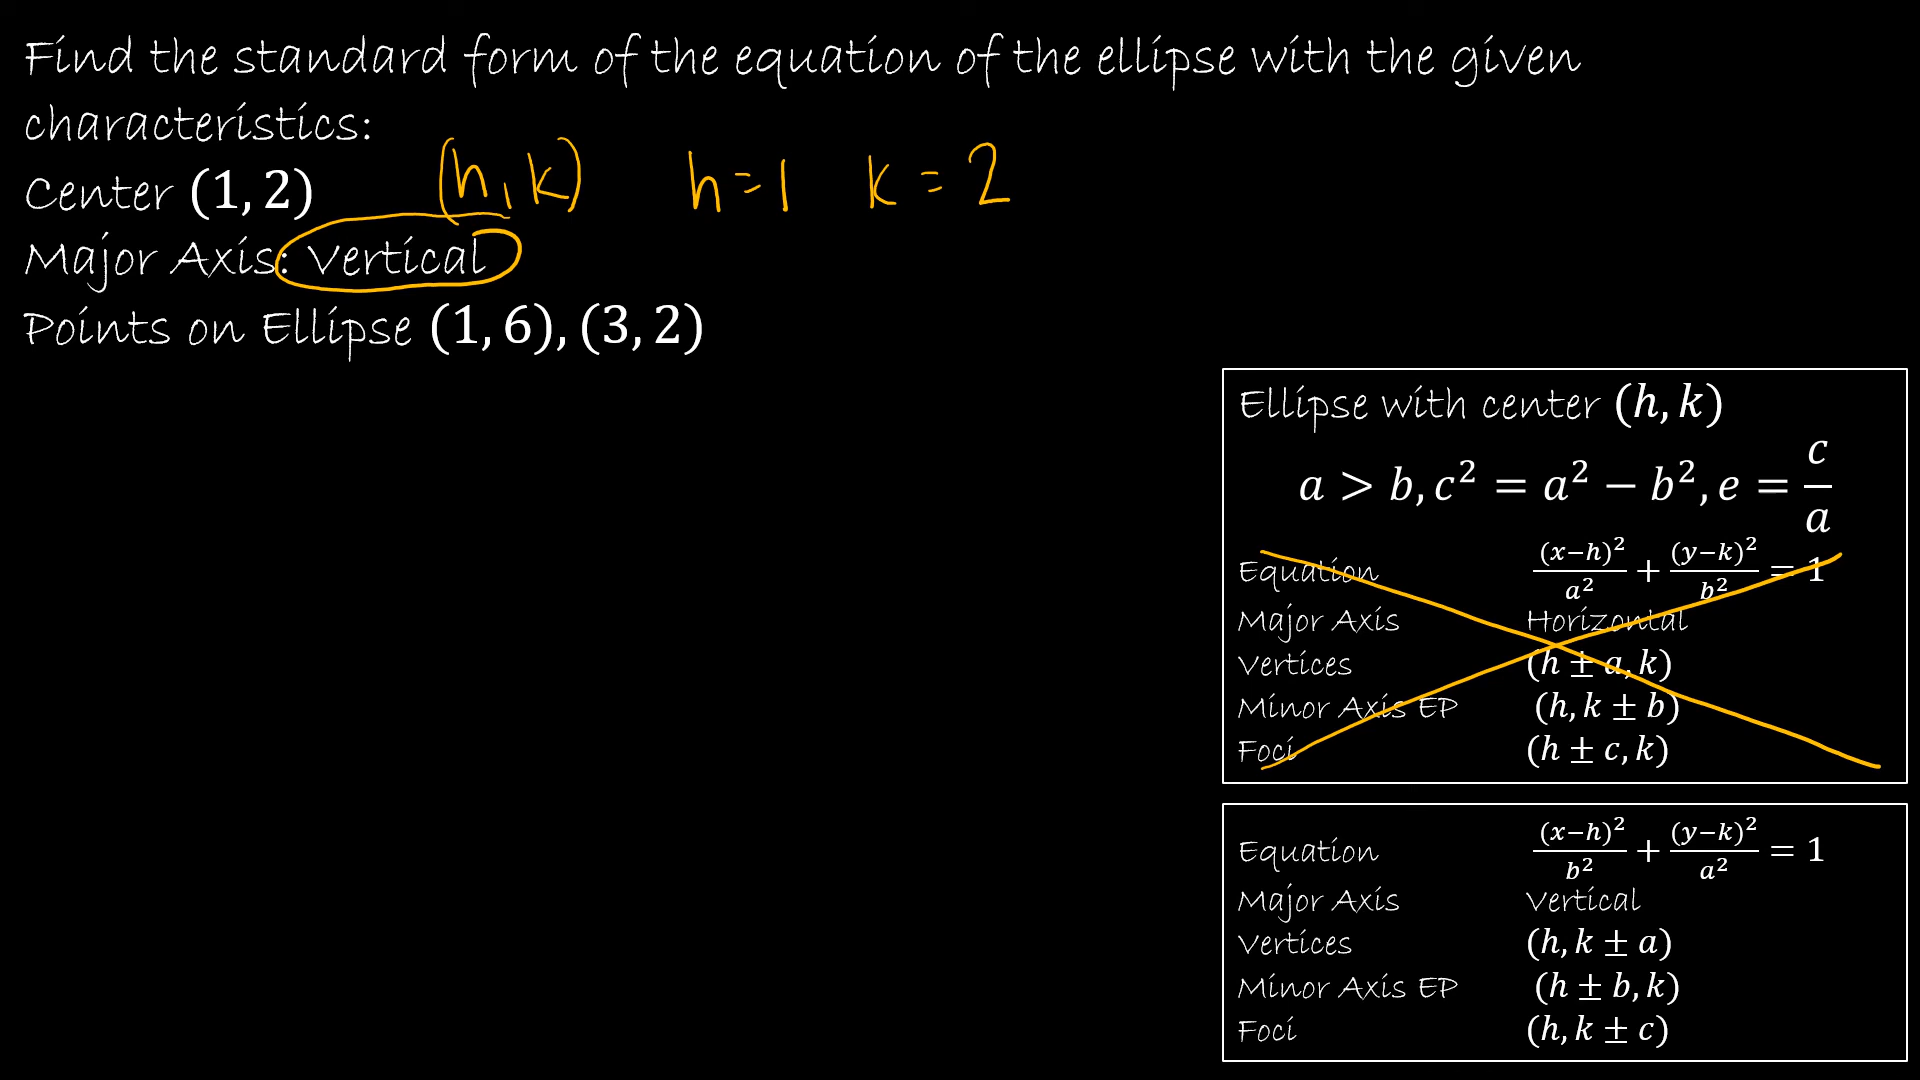 Find the standard form of the equation of the ellipse with the given
characteristics:
Center (1, 2) (h, k) h = 1 k = 2
Major Axis: Vertical
Points on Ellipse (1, 6), (3, 2)
Ellipse with center (h, k)
a > b, c² = a² − b², e = c/a
Equation (x−h)²/a² + (y−k)²/b² = 1
Major Axis Horizontal
Vertices (h ± a, k)
Minor Axis EP (h, k ± b)
Foci (h ± c, k)
Equation (x−h)²/b² + (y−k)²/a² = 1
Major Axis Vertical
Vertices (h, k ± a)
Minor Axis EP (h ± b, k)
Foci (h, k ± c)